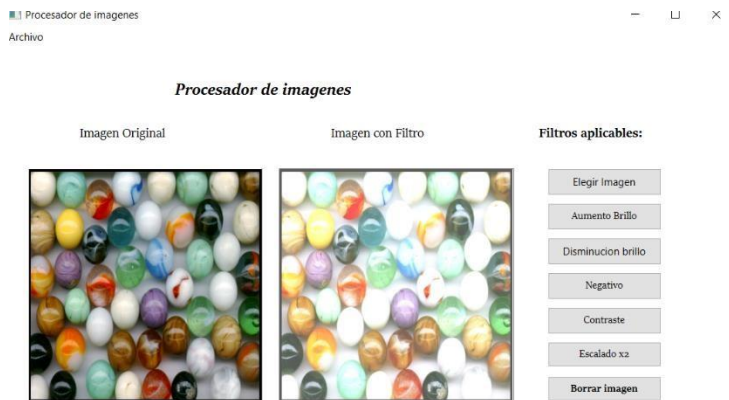 Procesador de imagenes
Archivo
Procesador de imagenes
Imagen Original
Imagen con Filtro
Filtros aplicables:
Elegir Imagen
Aumento Brillo
Disminucion brillo
Negativo
Contraste
Escalado x2
Borrar imagen